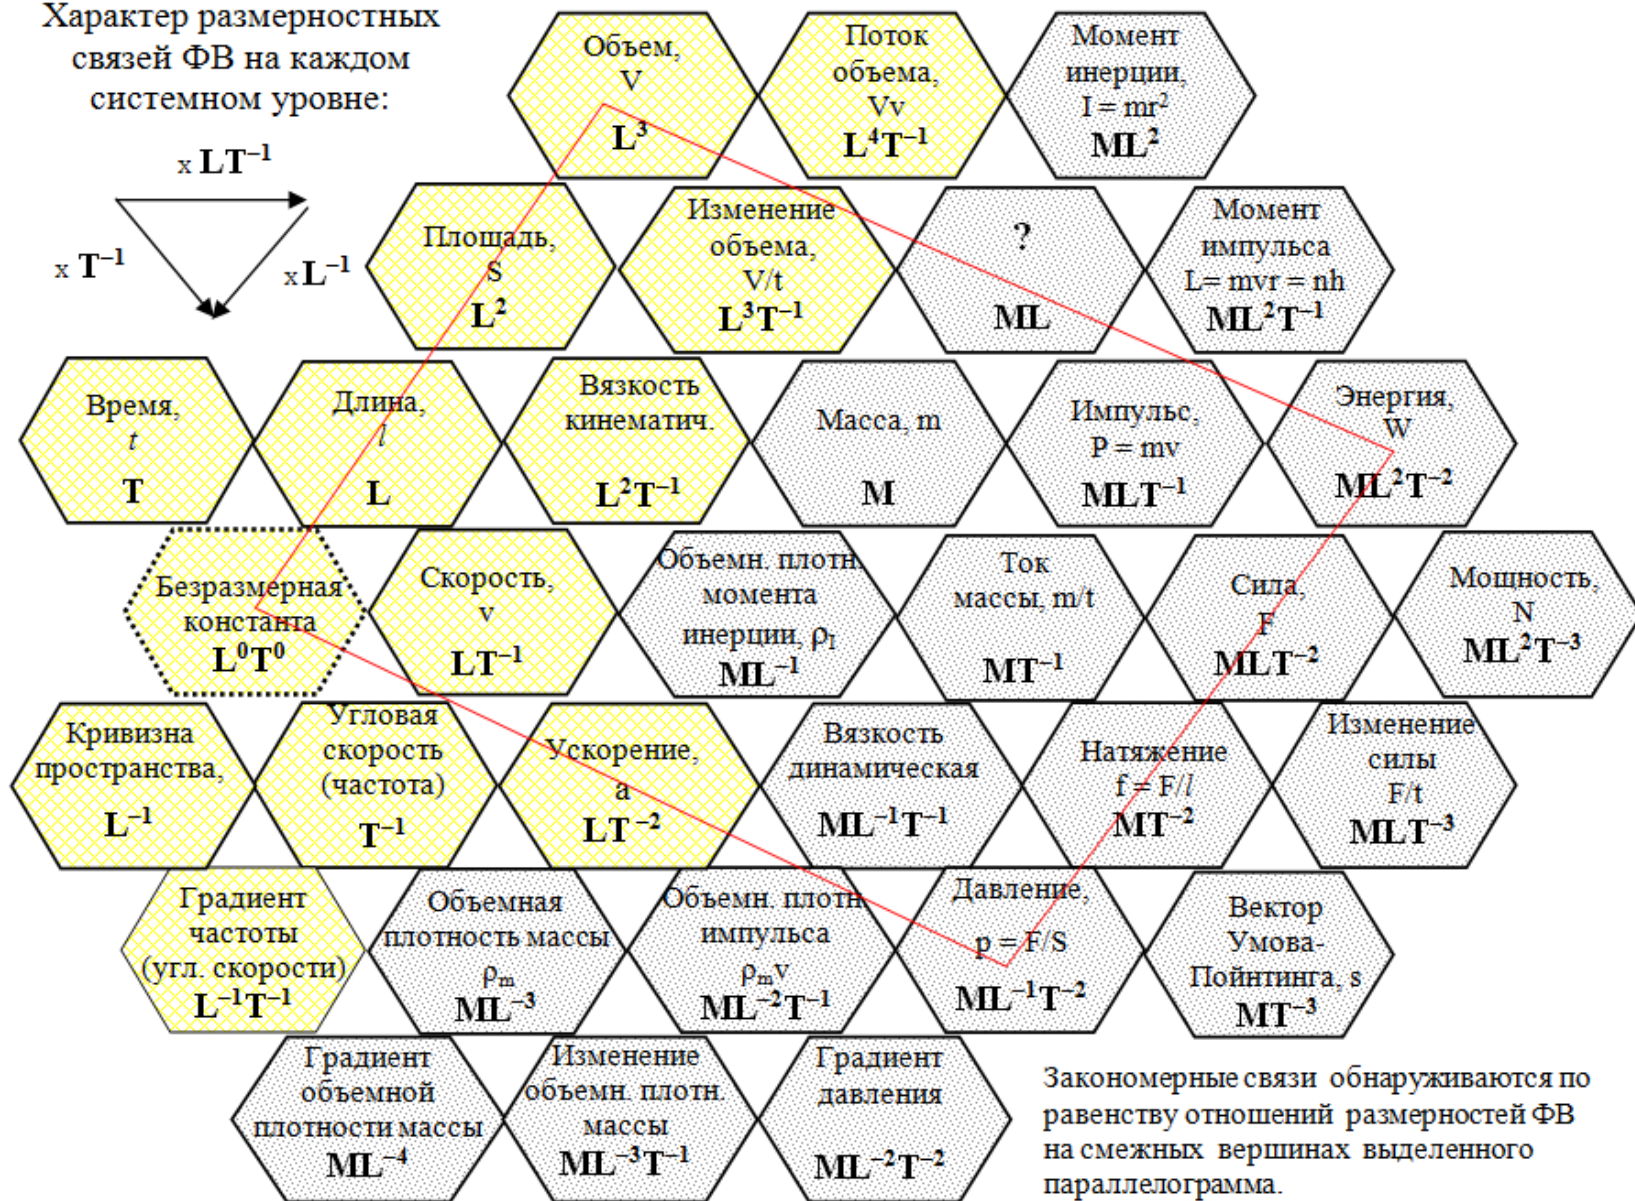 Характер размерностных
связей ФВ на каждом
системном уровне:
x LT⁻¹
x T⁻¹
x L⁻¹
Объем,
V
L³
Поток
объема,
Vv
L⁴T⁻¹
Момент
инерции,
I = mr²
ML²
Площадь,
S
L²
Изменение
объема,
V/t
L³T⁻¹
?
ML
Момент
импульса
L= mvr = nh
ML²T⁻¹
Время,
t
T
Длина,
l
L
Вязкость
кинематич.
L²T⁻¹
Масса, m
M
Импульс,
P = mv
MLT⁻¹
Энергия,
W
ML²T⁻²
Безразмерная
константа
L⁰T⁰
Скорость,
v
LT⁻¹
Объемн. плотн.
момента
инерции, ρI
ML⁻¹
Ток
массы, m/t
MT⁻¹
Сила,
F
MLT⁻²
Мощность,
N
ML²T⁻³
Кривизна
пространства,
L⁻¹
Угловая
скорость
(частота)
T⁻¹
Ускорение,
a
LT⁻²
Вязкость
динамическая
ML⁻¹T⁻¹
Натяжение
f = F/l
MT⁻²
Изменение
силы
F/t
MLT⁻³
Градиент
частоты
(угл. скорости)
L⁻¹T⁻¹
Объемная
плотность массы
ρm
ML⁻³
Объемн. плотн.
импульса
ρmv
ML⁻²T⁻¹
Давление,
p = F/S
ML⁻¹T⁻²
Вектор
Умова-
Пойнтинга, s
MT⁻³
Градиент
объемной
плотности массы
ML⁻⁴
Изменение
объемн. плотн.
массы
ML⁻³T⁻¹
Градиент
давления
ML⁻²T⁻²
Закономерные связи обнаруживаются по
равенству отношений размерностей ФВ
на смежных вершинах выделенного
параллелограмма.